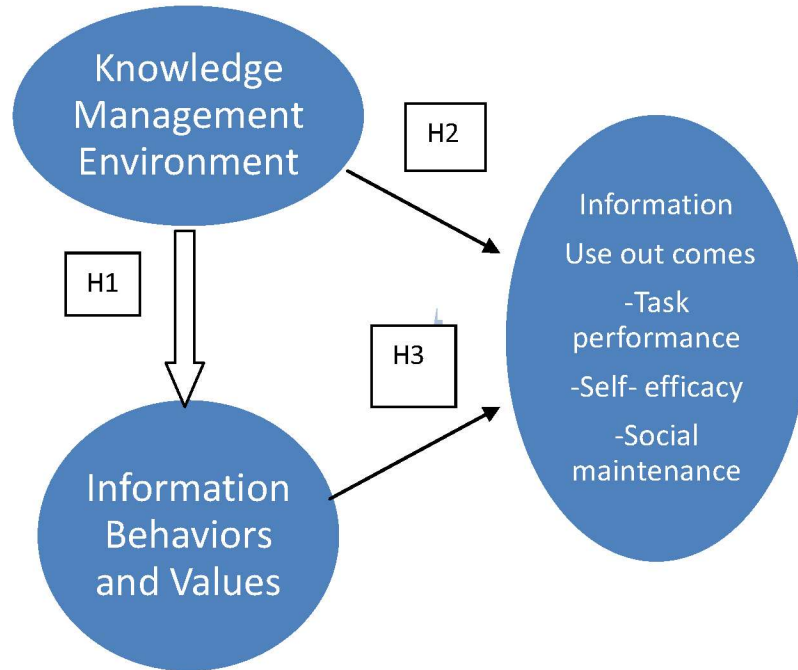 Knowledge
Management
Environment
H2
H1
Information
Use out comes
-Task
performance
-Self- efficacy
-Social
maintenance
H3
Information
Behaviors
and Values